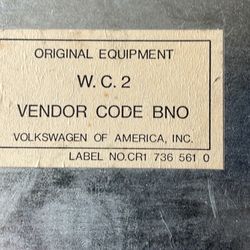 ORIGINAL EQUIPMENT
W.C.2
VENDOR CODE BNO
VOLKSWAGEN OF AMERICA, INC.
LABEL NO.CR1 736 561 0